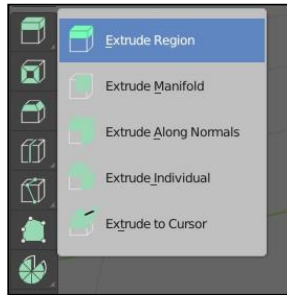 Extrude Region
Extrude Manifold
Extrude Along Normals
Extrude Individual
Extrude to Cursor